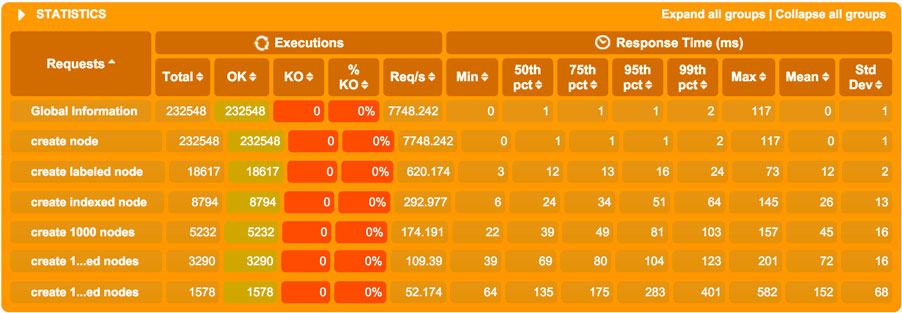 STATISTICS Expand all groups | Collapse all groups
Requests Executions Response Time (ms)
Total OK KO % KO Req/s Min 50th pct 75th pct 95th pct 99th pct Max Mean Std Dev
Global Information 232548 232548 0 0% 7748.242 0 1 1 1 2 117 0 1
create node 232548 232548 0 0% 7748.242 0 1 1 1 2 117 0 1
create labeled node 18617 18617 0 0% 620.174 3 12 13 16 24 73 12 2
create indexed node 8794 8794 0 0% 292.977 6 24 34 51 64 145 26 13
create 1000 nodes 5232 5232 0 0% 174.191 22 39 49 81 103 157 45 16
create 1...ed nodes 3290 3290 0 0% 109.39 39 69 80 104 123 201 72 16
create 1...ed nodes 1578 1578 0 0% 52.174 64 135 175 283 401 582 152 68